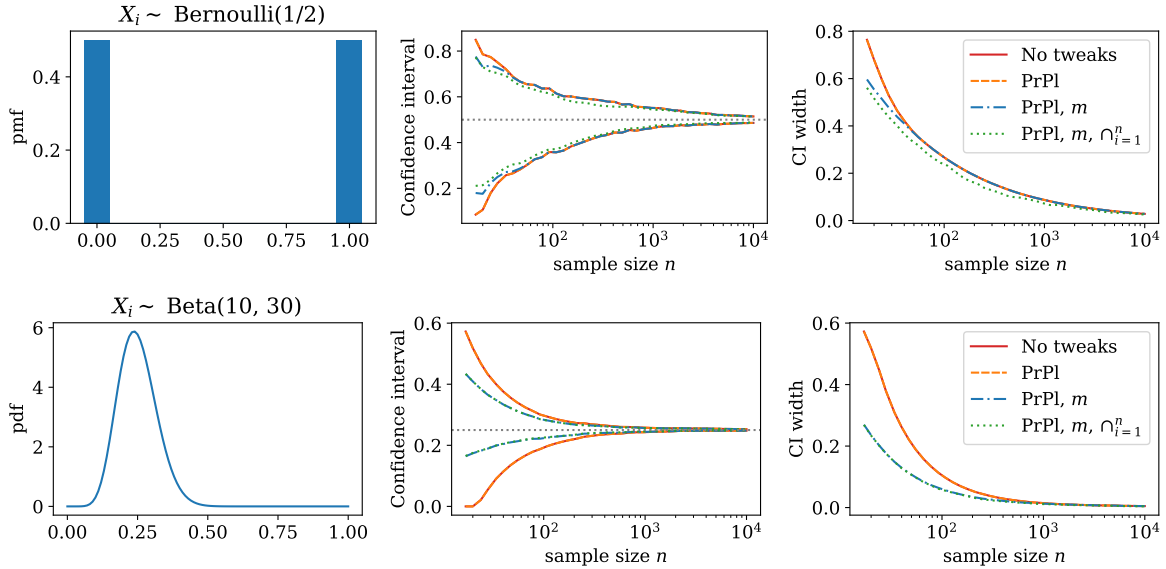 X_i ∼ Bernoulli(1/2)
pmf
0.4
0.2
0.0
0.00 0.25 0.50 0.75 1.00
Confidence interval
0.8
0.6
0.4
0.2
10^2 10^3 10^4
sample size n
CI width
0.8
0.6
0.4
0.2
0.0
10^2 10^3 10^4
sample size n
No tweaks
PrPl
PrPl, m
PrPl, m, ∩_{i=1}^n
X_i ∼ Beta(10, 30)
pdf
6
4
2
0
0.00 0.25 0.50 0.75 1.00
Confidence interval
0.6
0.4
0.2
0.0
10^2 10^3 10^4
sample size n
CI width
0.6
0.4
0.2
0.0
10^2 10^3 10^4
sample size n
No tweaks
PrPl
PrPl, m
PrPl, m, ∩_{i=1}^n